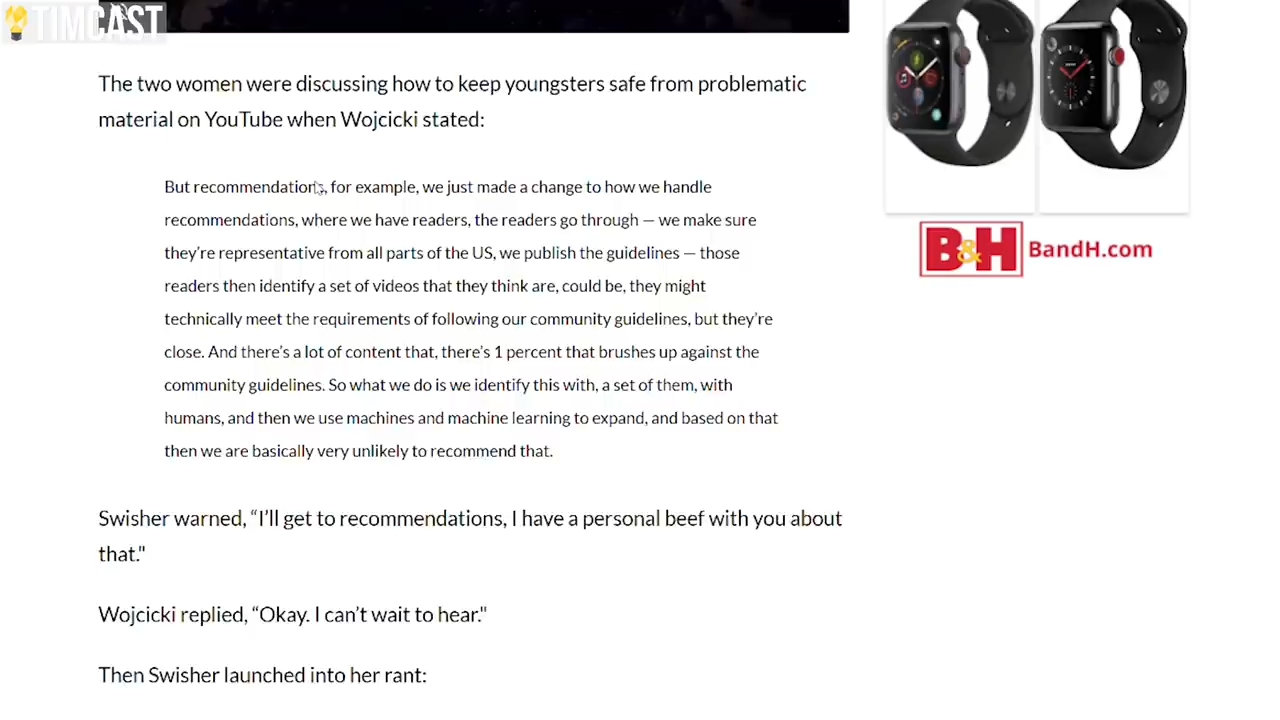 TIMCAST
The two women were discussing how to keep youngsters safe from problematic
material on YouTube when Wojcicki stated:
But recommendations, for example, we just made a change to how we handle
recommendations, where we have readers, the readers go through — we make sure
they’re representative from all parts of the US, we publish the guidelines — those
readers then identify a set of videos that they think are, could be, they might
technically meet the requirements of following our community guidelines, but they’re
close. And there’s a lot of content that, there’s 1 percent that brushes up against the
community guidelines. So what we do is we identify this with, a set of them, with
humans, and then we use machines and machine learning to expand, and based on that
then we are basically very unlikely to recommend that.
Swisher warned, “I’ll get to recommendations, I have a personal beef with you about
that."
Wojcicki replied, “Okay. I can’t wait to hear."
Then Swisher launched into her rant:
B&H BandH.com